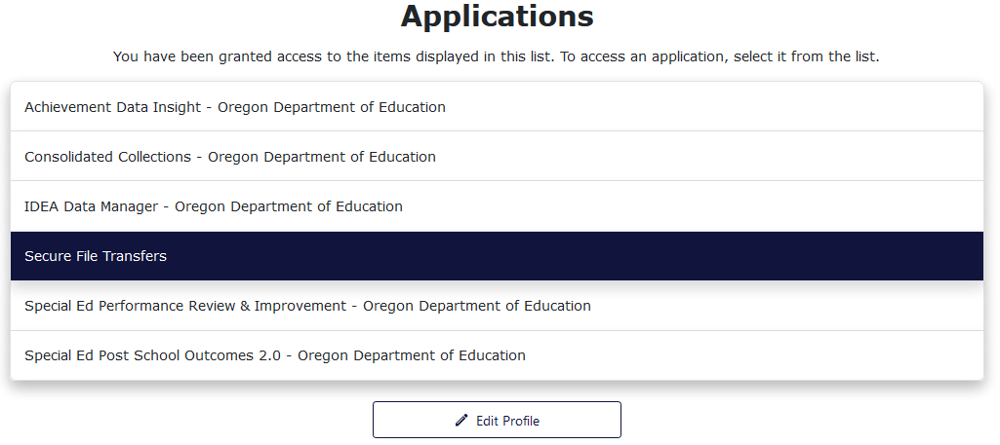 Applications
You have been granted access to the items displayed in this list. To access an application, select it from the list.
Achievement Data Insight - Oregon Department of Education
Consolidated Collections - Oregon Department of Education
IDEA Data Manager - Oregon Department of Education
Secure File Transfers
Special Ed Performance Review & Improvement - Oregon Department of Education
Special Ed Post School Outcomes 2.0 - Oregon Department of Education
Edit Profile